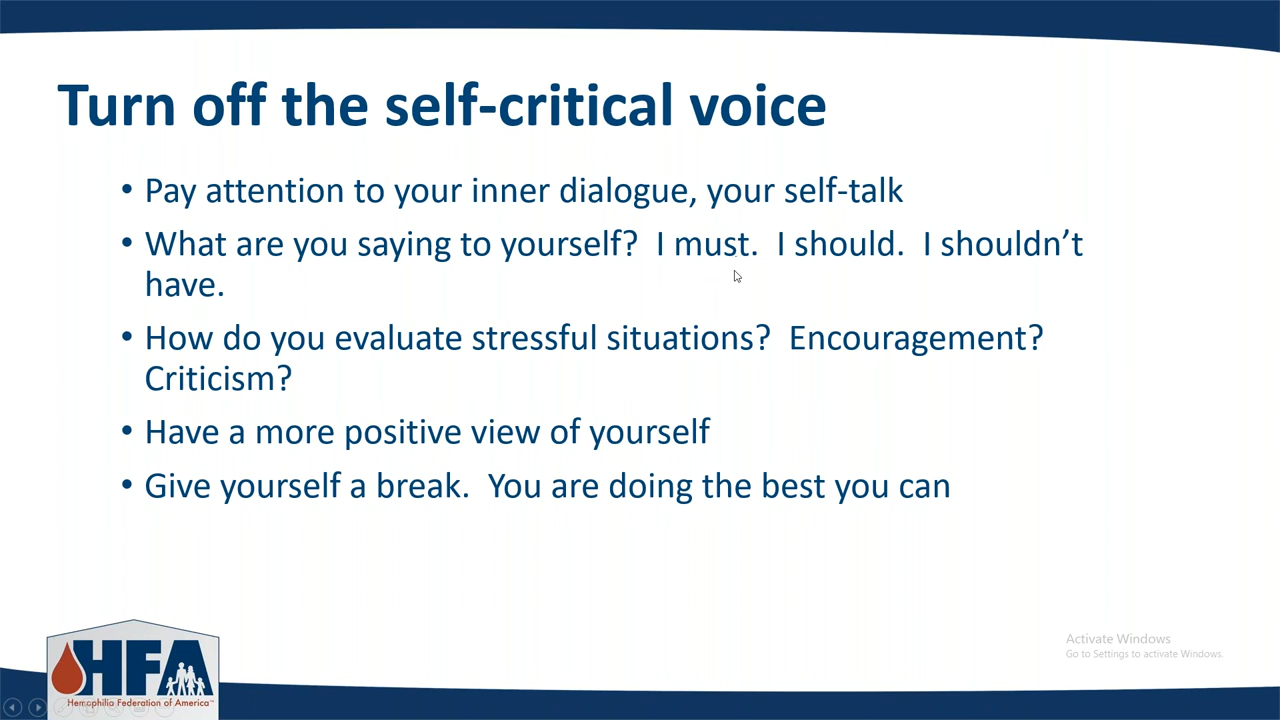 Turn off the self-critical voice
• Pay attention to your inner dialogue, your self-talk
• What are you saying to yourself?  I must.  I should.  I shouldn’t
have.
• How do you evaluate stressful situations?  Encouragement?
Criticism?
• Have a more positive view of yourself
• Give yourself a break.  You are doing the best you can
Activate Windows
Go to Settings to activate Windows.
HFA
Hemophilia Federation of America™